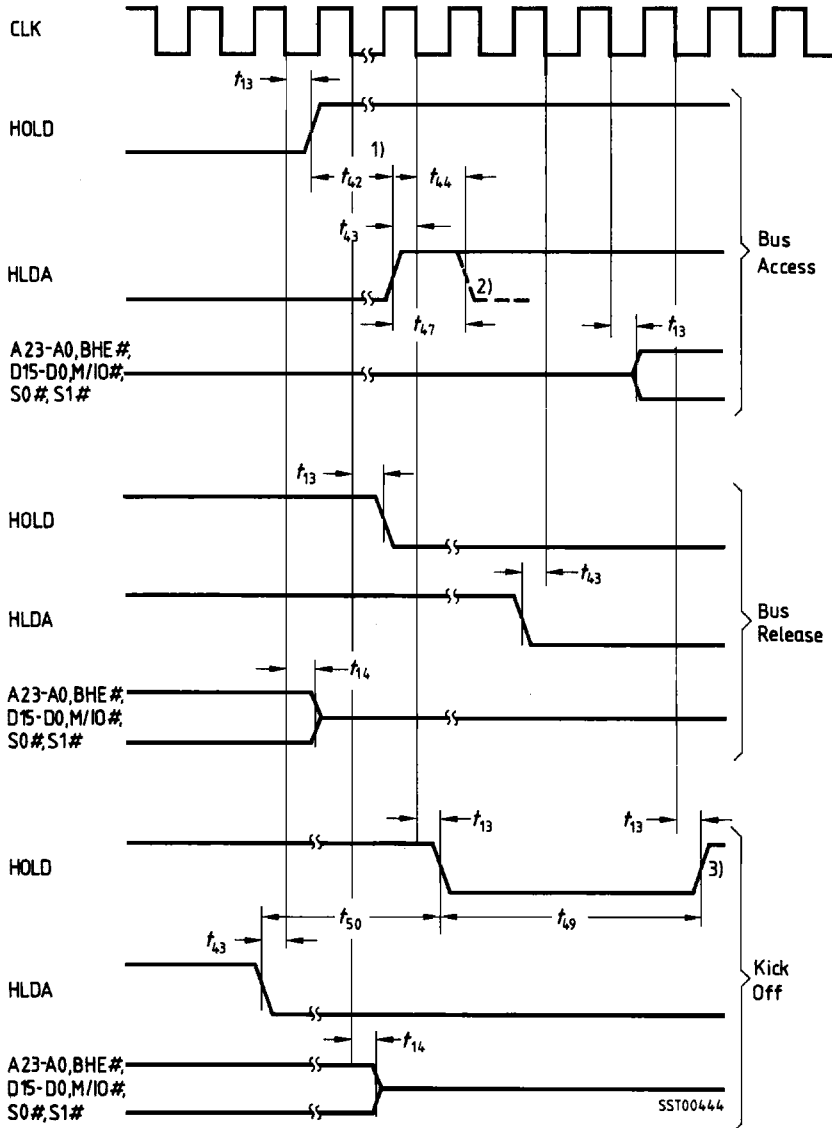 CLK
t13
HOLD
1)
t42
t44
t43
HLDA
2)
t47
t13
Bus
Access
A23-A0,BHE#,
D15-D0,M/IO#,
S0#,S1#
t13
HOLD
t43
HLDA
Bus
Release
t14
A23-A0,BHE#,
D15-D0,M/IO#,
S0#,S1#
t13
t13
HOLD
3)
t50
t49
t43
HLDA
Kick
Off
t14
A23-A0,BHE#,
D15-D0,M/IO#,
S0#,S1#
SST00444